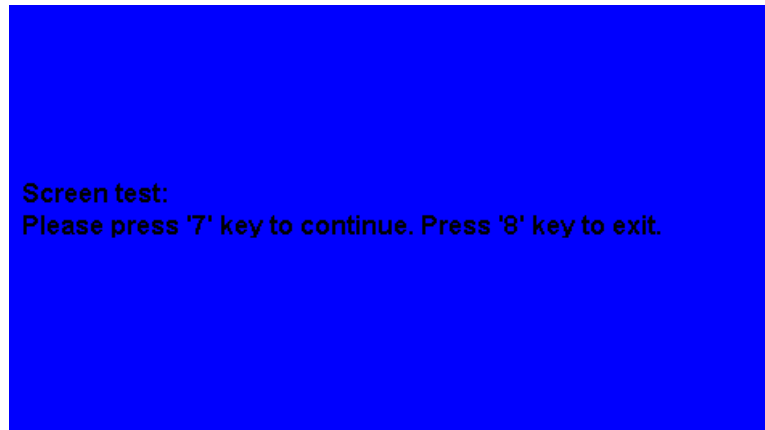 Screen test:
Please press '7' key to continue. Press '8' key to exit.